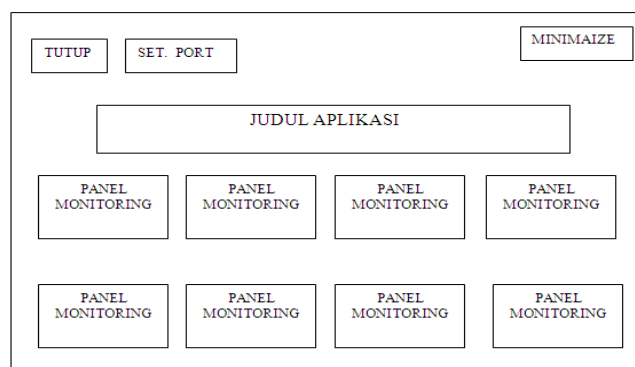 TUTUP
SET. PORT
MINIMAIZE
JUDUL APLIKASI
PANEL
MONITORING
PANEL
MONITORING
PANEL
MONITORING
PANEL
MONITORING
PANEL
MONITORING
PANEL
MONITORING
PANEL
MONITORING
PANEL
MONITORING